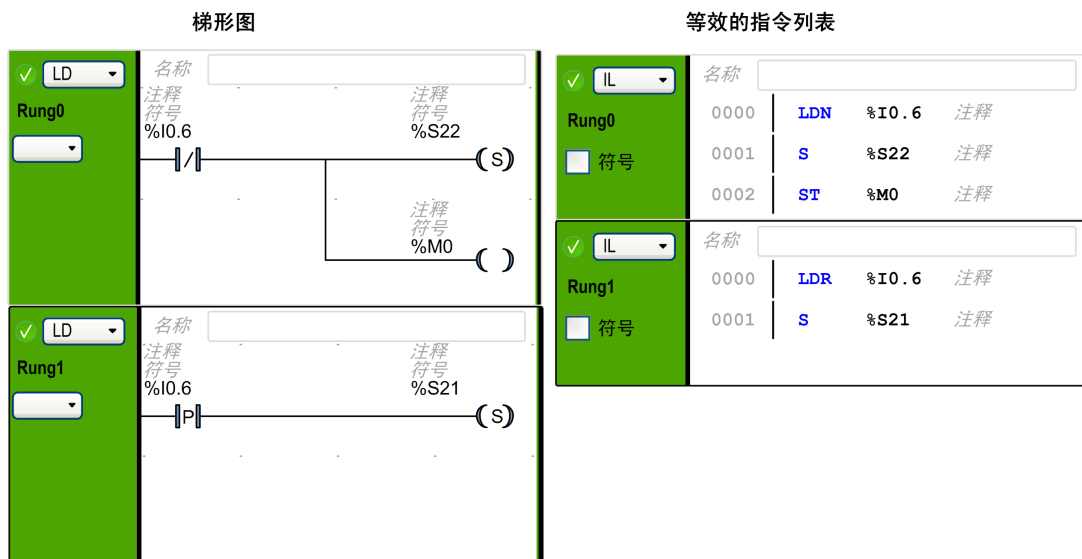 梯形图
LD
名称
Rung0
注释
符号
%I0.6
注释
符号
%S22
/
S
注释
符号
%M0
LD
名称
Rung1
注释
符号
%I0.6
注释
符号
%S21
P
S
等效的指令列表
IL
名称
Rung0
符号
0000 LDN %I0.6 注释
0001 S %S22 注释
0002 ST %M0 注释
IL
名称
Rung1
符号
0000 LDR %I0.6 注释
0001 S %S21 注释